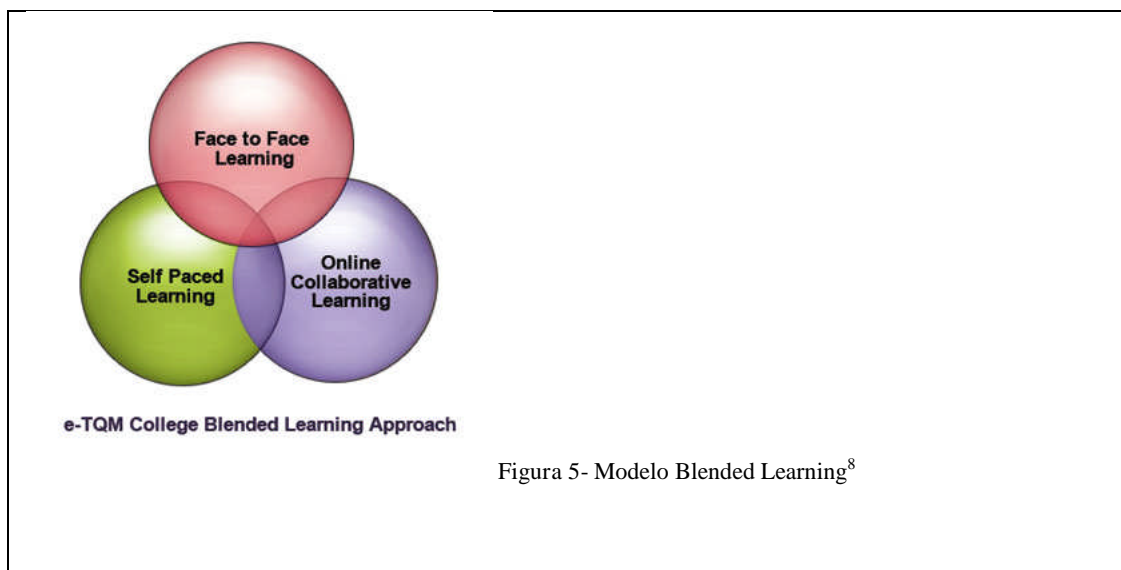 Face to Face
Learning
Self Paced
Learning
Online
Collaborative
Learning
e-TQM College Blended Learning Approach
Figura 5- Modelo Blended Learning8